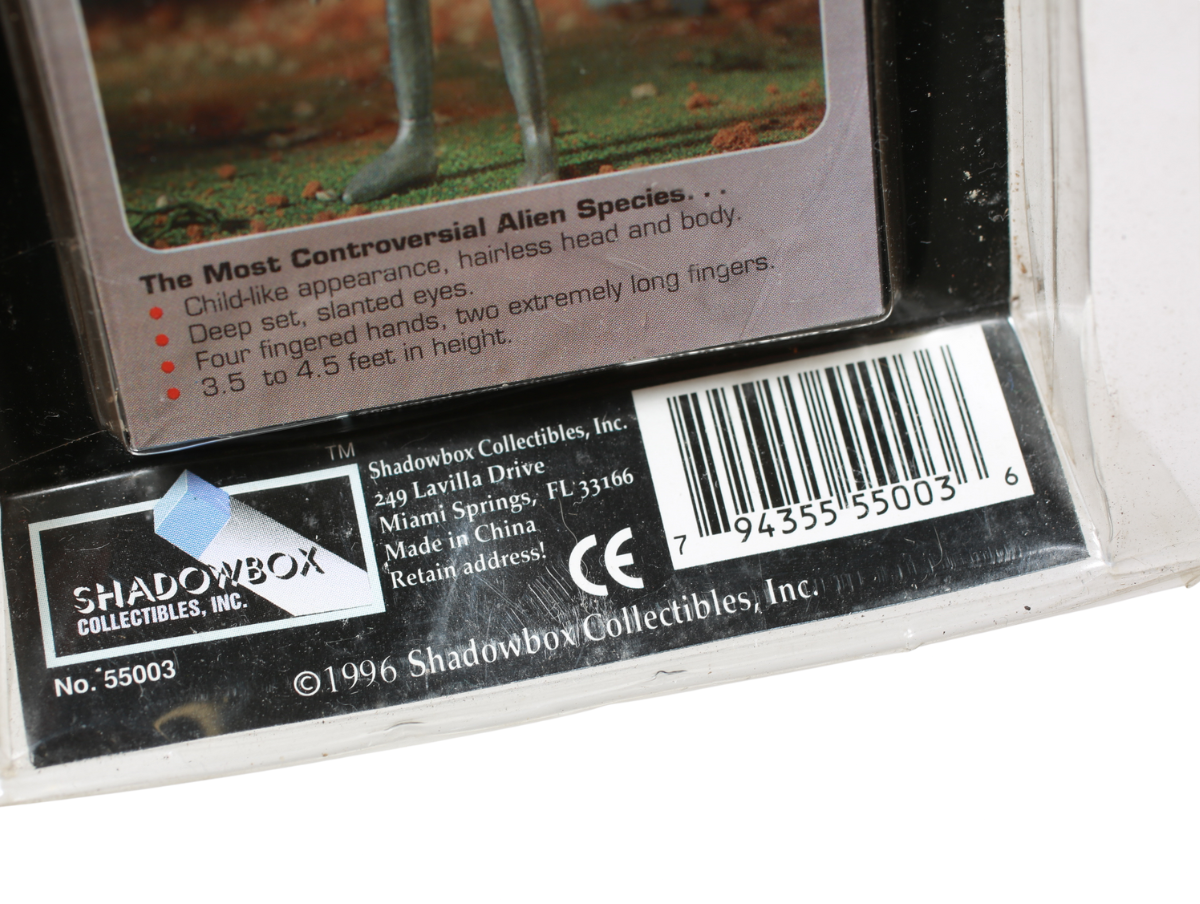 The Most Controversial Alien Species. . .
• Child-like appearance, hairless head and body.
• Deep set, slanted eyes.
• Four fingered hands, two extremely long fingers.
• 3.5 to 4.5 feet in height.
TM
SHADOWBOX
COLLECTIBLES, INC.
No. 55003
Shadowbox Collectibles, Inc.
249 Lavilla Drive
Miami Springs, FL 33166
Made in China
Retain address!
CE
7 94355 55003 6
©1996 Shadowbox Collectibles, Inc.